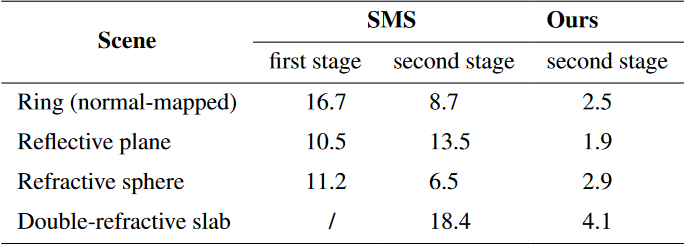 Scene SMS Ours
first stage second stage second stage
Ring (normal-mapped) 16.7 8.7 2.5
Reflective plane 10.5 13.5 1.9
Refractive sphere 11.2 6.5 2.9
Double-refractive slab / 18.4 4.1